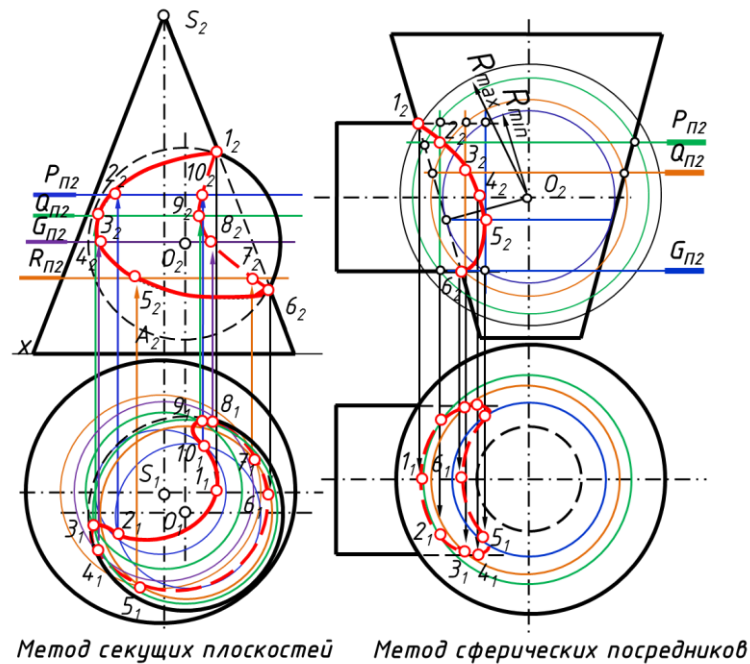 S2
12
Rmax
Rmin
12
PП2
22
102
PП2
22
QП2
QП2
32
92
82
32
42
O2
GП2
42
O2
72
52
RП2
52
62
62
GП2
A2
X
91
81
101
71
S1
11
61
11
61
O1
31
21
21
51
41
31
41
51
Метод секущих плоскостей
Метод сферических посредников